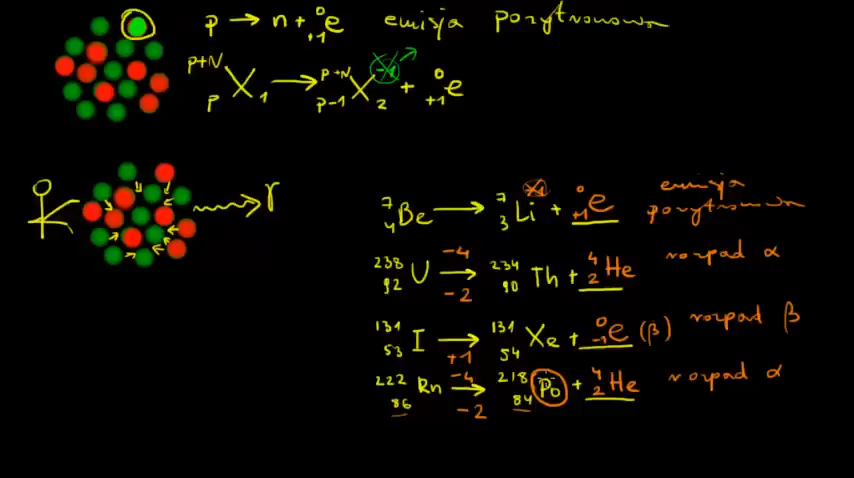 p → n + ⁰₊₁e emisja pozytonowa
ᵖ⁺ᴺₚX₁ → ᵖ⁺ᴺₚ₋₁X₂ + ⁰₊₁e
→ γ
⁷₄Be → ⁷₃Li + ⁰₊₁e emisja pozytronowa
²³⁸₉₂U -4 → -2 ²³⁴₉₀Th + ⁴₂He rozpad α
¹³¹₅₃I → +1 ¹³¹₅₄Xe + ⁰₋₁e (β) rozpad β
²²²₈₆Rn -4 → -2 ²¹⁸₈₄Po + ⁴₂He rozpad α